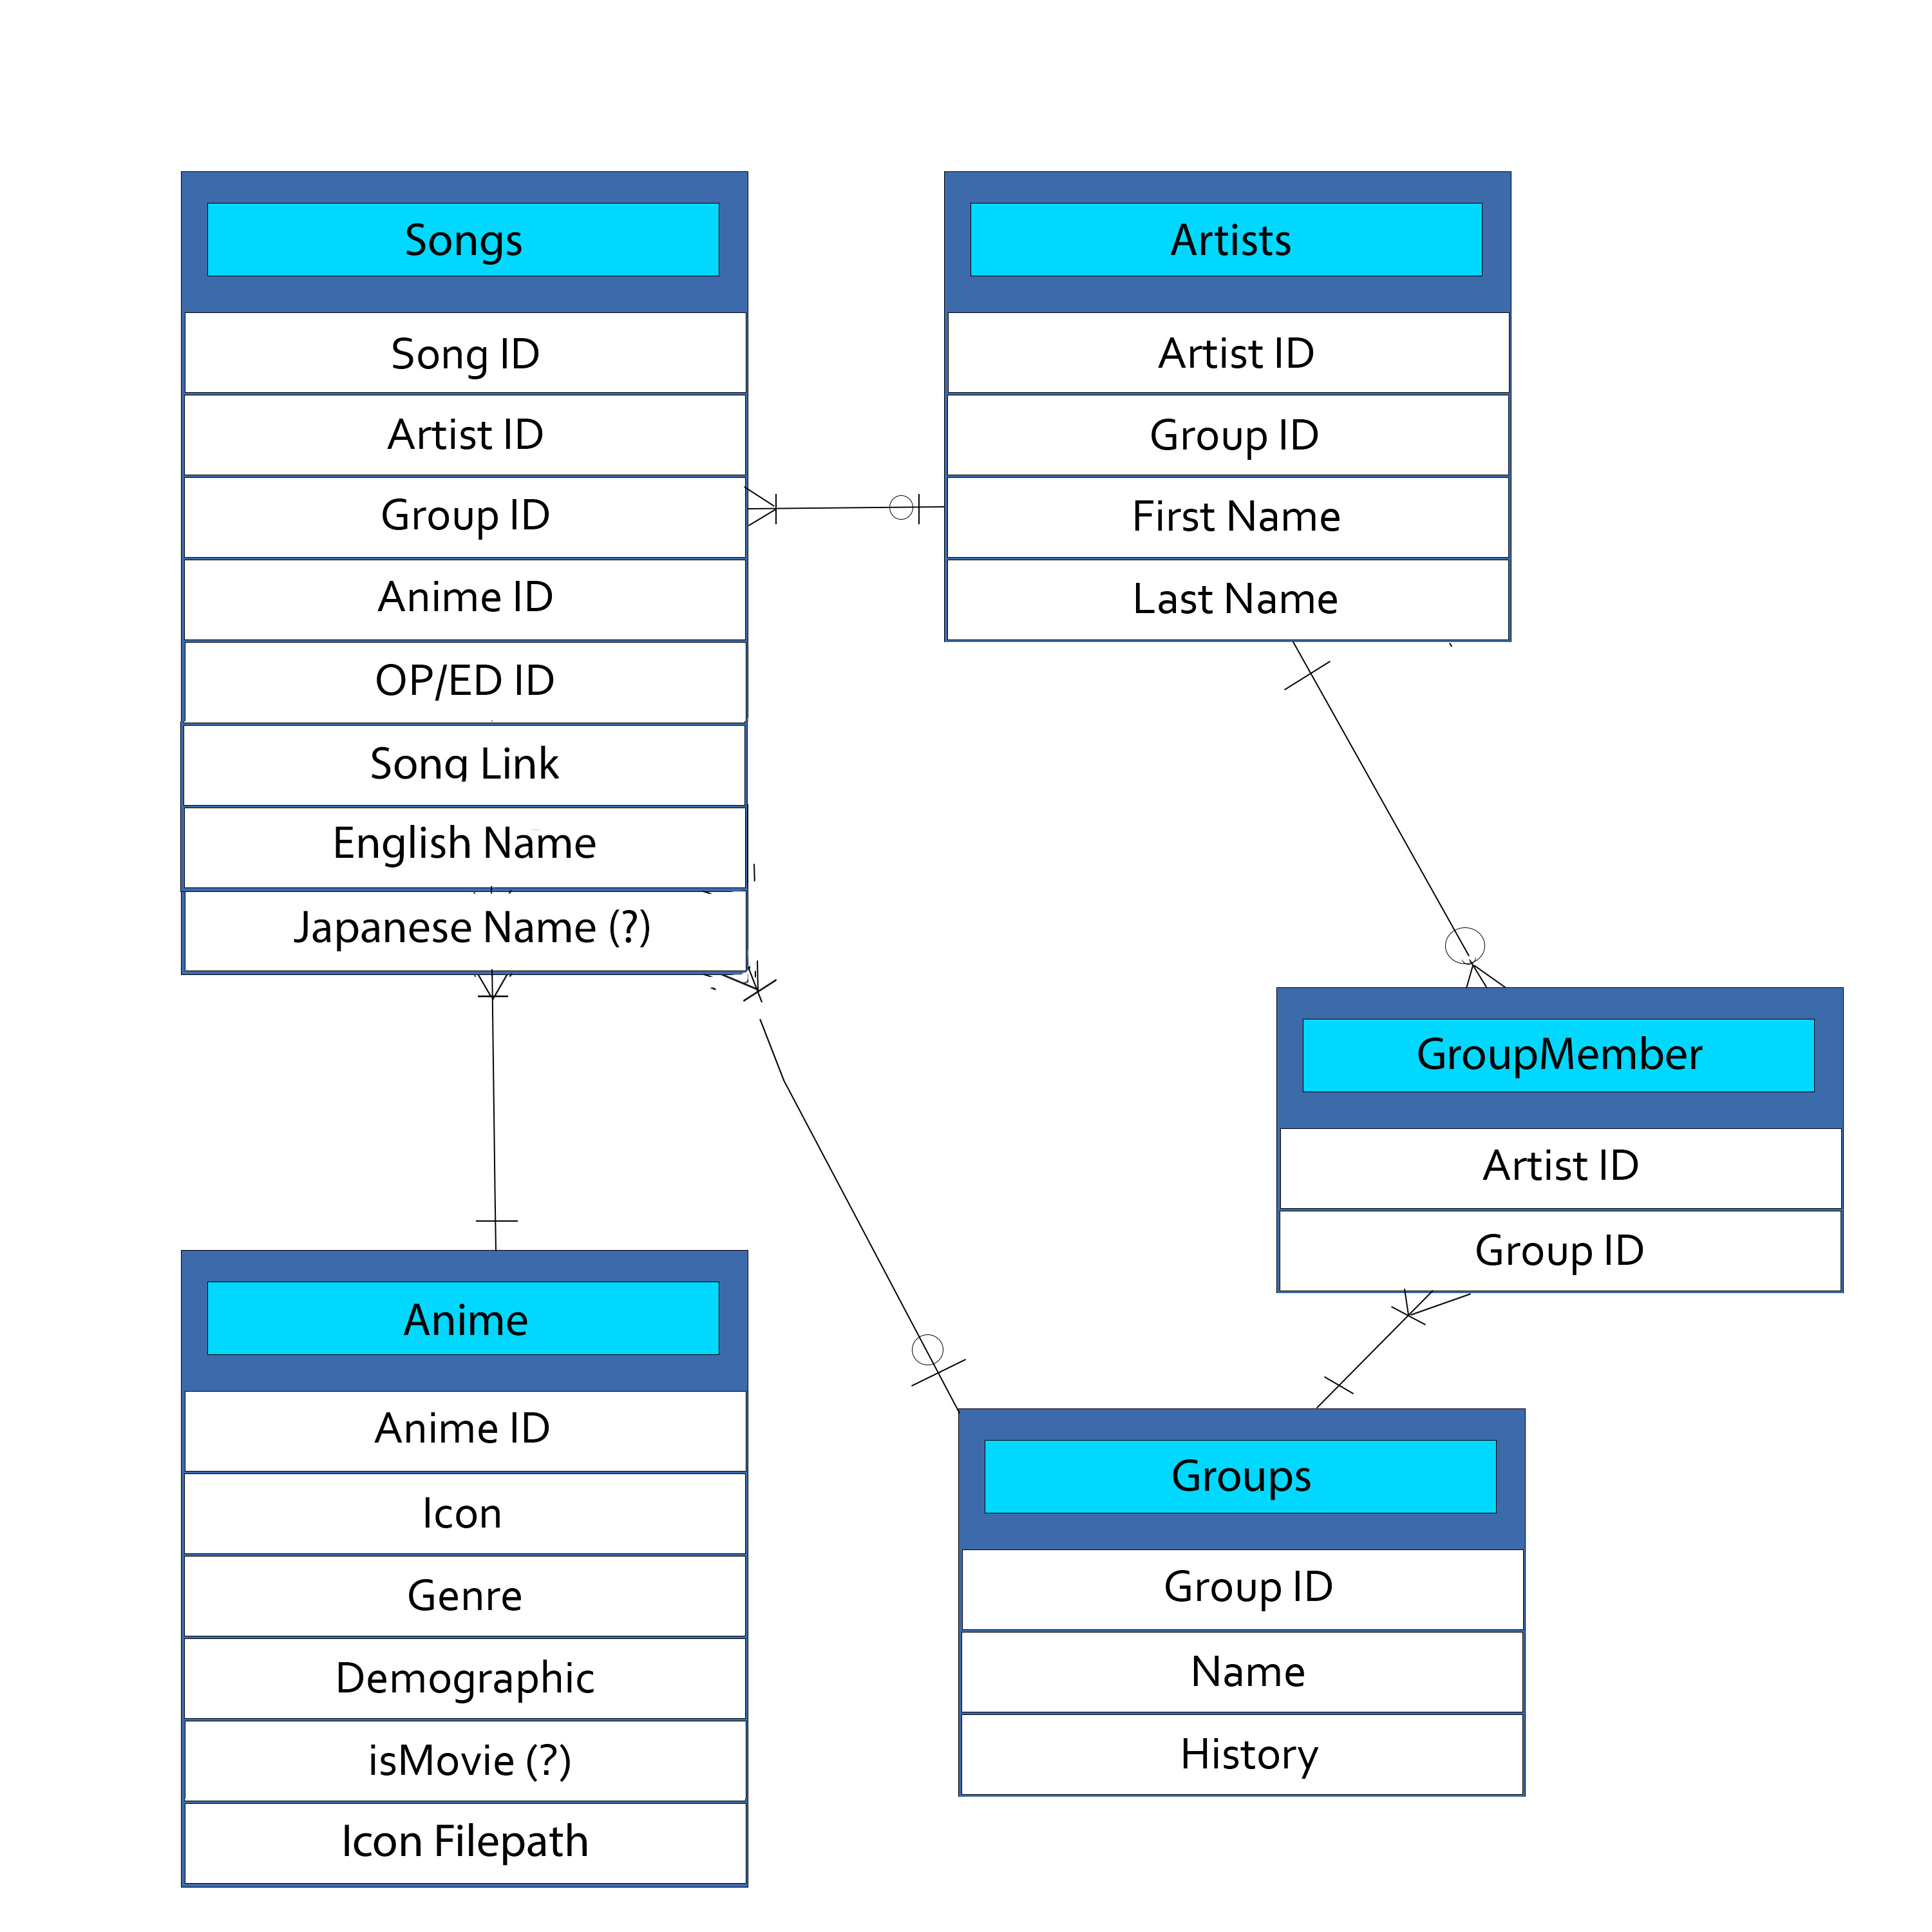 Songs
Song ID
Artist ID
Group ID
Anime ID
OP/ED ID
Song Link
English Name
Japanese Name (?)
Artists
Artist ID
Group ID
First Name
Last Name
GroupMember
Artist ID
Group ID
Anime
Anime ID
Icon
Genre
Demographic
isMovie (?)
Icon Filepath
Groups
Group ID
Name
History